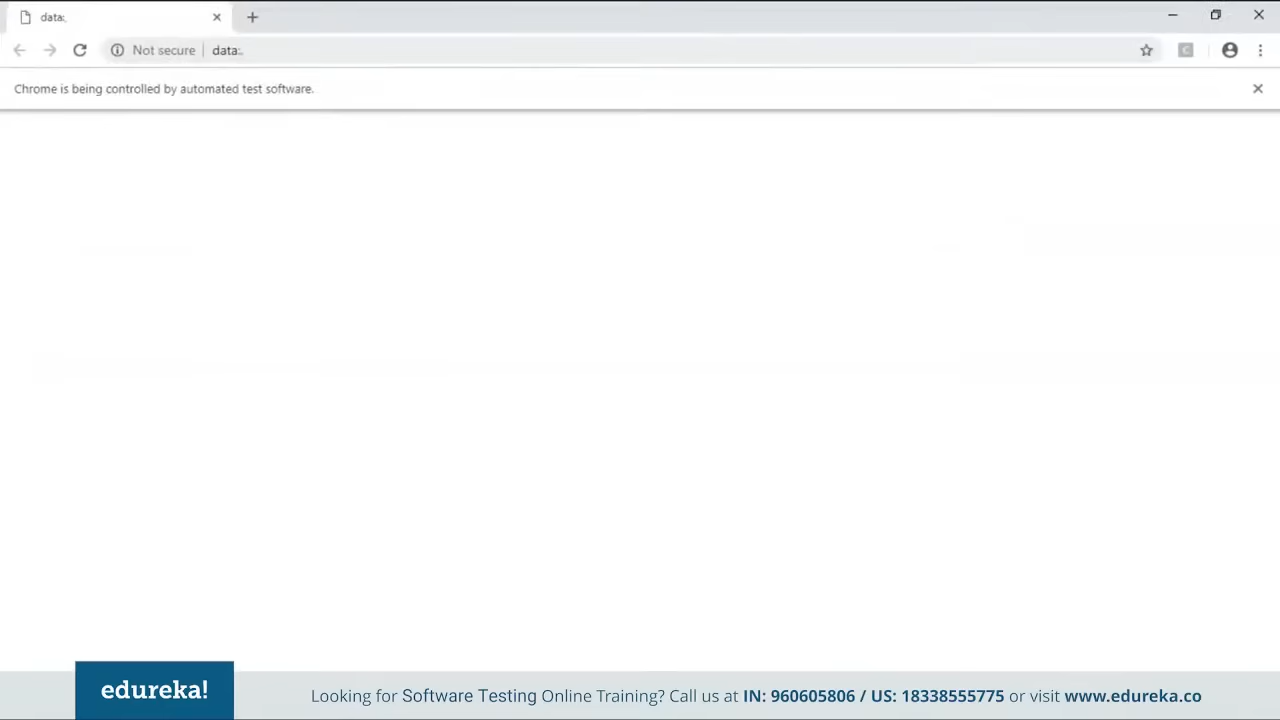 data:,
Not secure data:,
Chrome is being controlled by automated test software.
edureka!
Looking for Software Testing Online Training? Call us at IN: 960605806 / US: 18338555775 or visit www.edureka.co